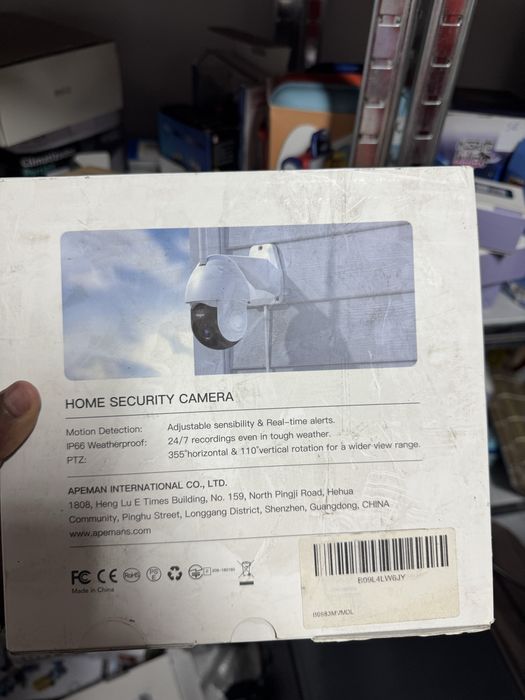 HOME SECURITY CAMERA
Motion Detection: Adjustable sensibility & Real-time alerts.
IP66 Weatherproof: 24/7 recordings even in tough weather.
PTZ: 355°horizontal & 110°vertical rotation for a wider view range.
APEMAN INTERNATIONAL CO., LTD.
1808, Heng Lu E Times Building, No. 159, North Pingji Road, Hehua
Community, Pinghu Street, Longgang District, Shenzhen, Guangdong, CHINA
www.apemans.com
FC CE RoHS
Made in China
B09L4LW6JY